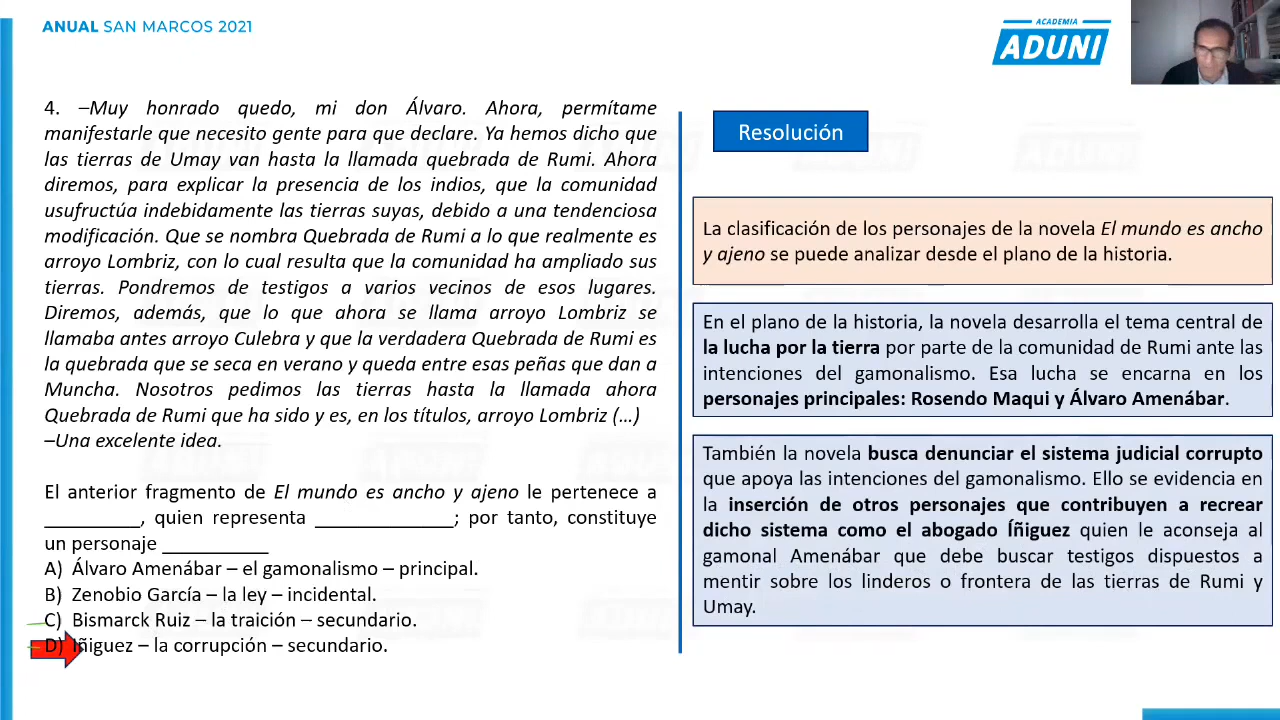 ANUAL SAN MARCOS 2021
ACADEMIA
ADUNI
4. –Muy honrado quedo, mi don Álvaro. Ahora, permítame
manifestarle que necesito gente para que declare. Ya hemos dicho que
las tierras de Umay van hasta la llamada quebrada de Rumi. Ahora
diremos, para explicar la presencia de los indios, que la comunidad
usufructúa indebidamente las tierras suyas, debido a una tendenciosa
modificación. Que se nombra Quebrada de Rumi a lo que realmente es
arroyo Lombriz, con lo cual resulta que la comunidad ha ampliado sus
tierras. Pondremos de testigos a varios vecinos de esos lugares.
Diremos, además, que lo que ahora se llama arroyo Lombriz se
llamaba antes arroyo Culebra y que la verdadera Quebrada de Rumi es
la quebrada que se seca en verano y queda entre esas peñas que dan a
Muncha. Nosotros pedimos las tierras hasta la llamada ahora
Quebrada de Rumi que ha sido y es, en los títulos, arroyo Lombriz (…)
–Una excelente idea.
El anterior fragmento de El mundo es ancho y ajeno le pertenece a
_________, quien representa _____________; por tanto, constituye
un personaje __________
A) Álvaro Amenábar – el gamonalismo – principal.
B) Zenobio García – la ley – incidental.
C) Bismarck Ruiz – la traición – secundario.
D) Iñiguez – la corrupción – secundario.
Resolución
La clasificación de los personajes de la novela El mundo es ancho
y ajeno se puede analizar desde el plano de la historia.
En el plano de la historia, la novela desarrolla el tema central de
la lucha por la tierra por parte de la comunidad de Rumi ante las
intenciones del gamonalismo. Esa lucha se encarna en los
personajes principales: Rosendo Maqui y Álvaro Amenábar.
También la novela busca denunciar el sistema judicial corrupto
que apoya las intenciones del gamonalismo. Ello se evidencia en
la inserción de otros personajes que contribuyen a recrear
dicho sistema como el abogado Íñiguez quien le aconseja al
gamonal Amenábar que debe buscar testigos dispuestos a
mentir sobre los linderos o frontera de las tierras de Rumi y
Umay.